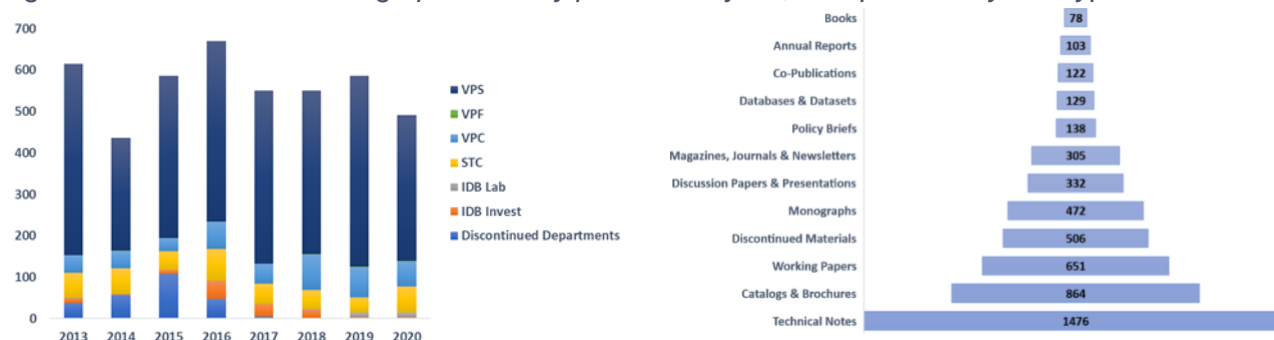 700
600
500
400
300
200
100
0
2013 2014 2015 2016 2017 2018 2019 2020
VPS
VPF
VPC
STC
IDB Lab
IDB Invest
Discontinued Departments
Books 78
Annual Reports 103
Co-Publications 122
Databases & Datasets 129
Policy Briefs 138
Magazines, Journals & Newsletters 305
Discussion Papers & Presentations 332
Monographs 472
Discontinued Materials 506
Working Papers 651
Catalogs & Brochures 864
Technical Notes 1476